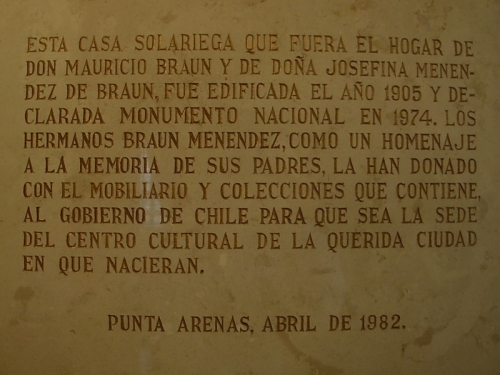 ESTA CASA SOLARIEGA QUE FUERA EL HOGAR DE
DON MAURICIO BRAUN Y DE DOÑA JOSEFINA MENEN-
DEZ DE BRAUN, FUE EDIFICADA EL AÑO 1905 Y DE-
CLARADA MONUMENTO NACIONAL EN 1974. LOS
HERMANOS BRAUN MENENDEZ, COMO UN HOMENAJE
A LA MEMORIA DE SUS PADRES, LA HAN DONADO
CON EL MOBILIARIO Y COLECCIONES QUE CONTIENE,
AL GOBIERNO DE CHILE PARA QUE SEA LA SEDE
DEL CENTRO CULTURAL DE LA QUERIDA CIUDAD
EN QUE NACIERAN.
PUNTA ARENAS, ABRIL DE 1982.